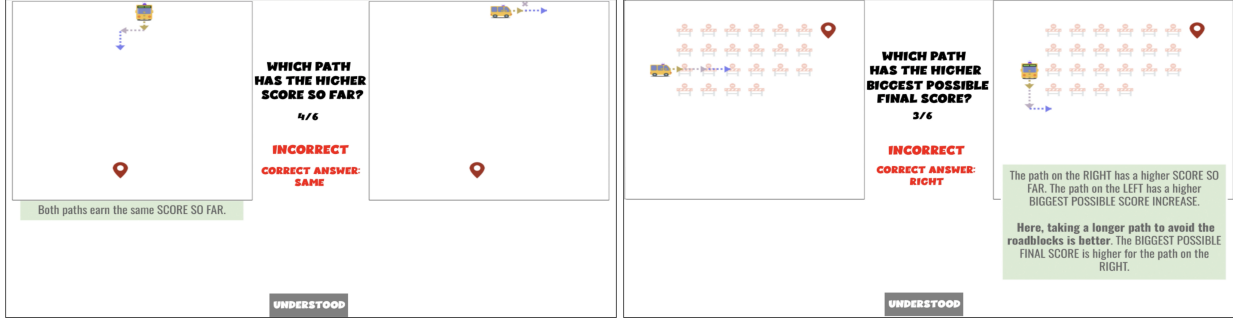 WHICH PATH
HAS THE HIGHER
SCORE SO FAR?
4/6
INCORRECT
CORRECT ANSWER:
SAME
Both paths earn the same SCORE SO FAR.
UNDERSTOOD
WHICH PATH
HAS THE HIGHER
BIGGEST POSSIBLE
FINAL SCORE?
3/6
INCORRECT
CORRECT ANSWER:
RIGHT
The path on the RIGHT has a higher SCORE SO
FAR. The path on the LEFT has a higher
BIGGEST POSSIBLE SCORE INCREASE.
Here, taking a longer path to avoid the
roadblocks is better. The BIGGEST POSSIBLE
FINAL SCORE is higher for the path on the
RIGHT.
UNDERSTOOD